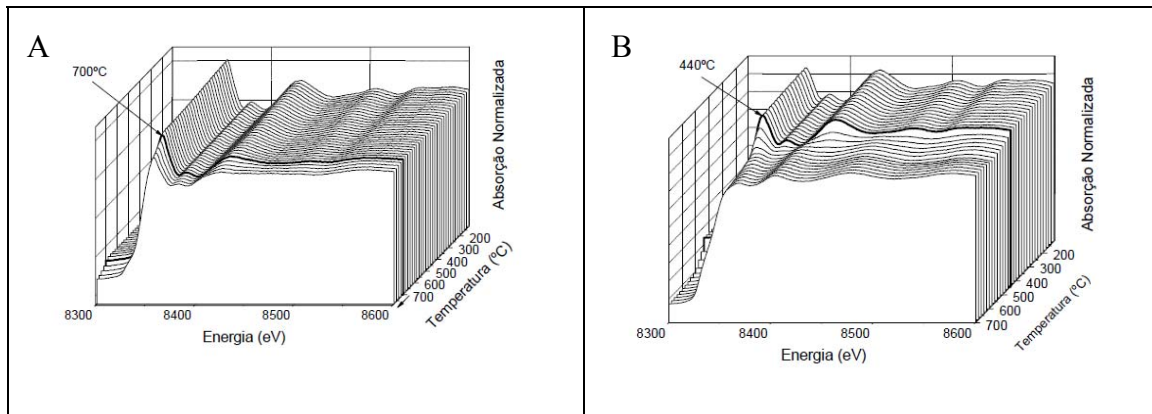 A
700ºC
Absorção Normalizada
200
300
400
500
600
700
Temperatura (ºC)
8300
8400
8500
8600
Energia (eV)
B
440ºC
Absorção Normalizada
200
300
400
500
600
700
Temperatura (ºC)
8300
8400
8500
8600
Energia (eV)